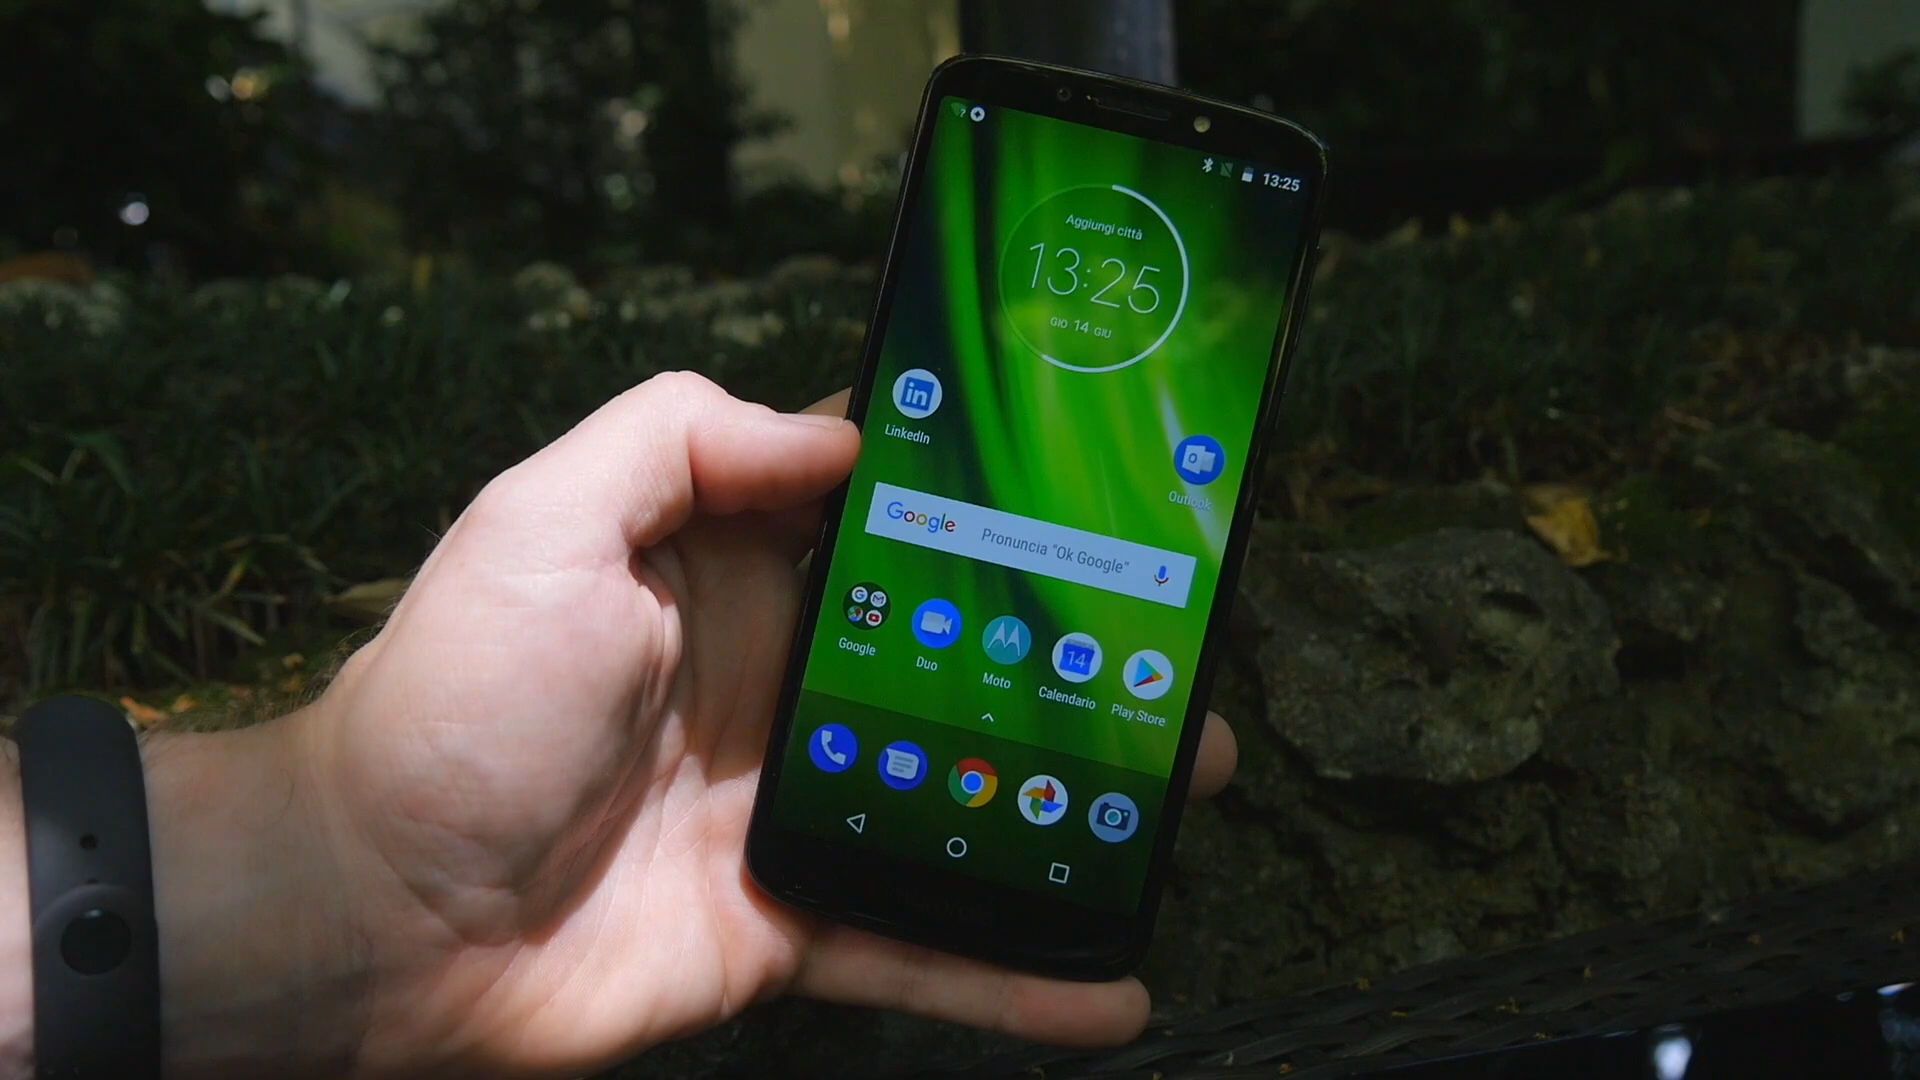 13:25
Aggiungi città
13:25
GIO 14 GIU
LinkedIn
Outlook
Google Pronuncia "Ok Google"
Google
Duo
Moto
Calendario
14
Play Store